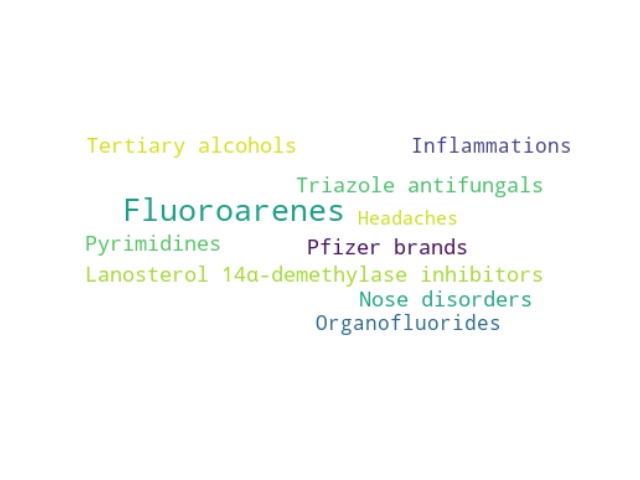 Tertiary alcohols
Inflammations
Triazole antifungals
Fluoroarenes
Headaches
Pyrimidines
Pfizer brands
Lanosterol 14α-demethylase inhibitors
Nose disorders
Organofluorides